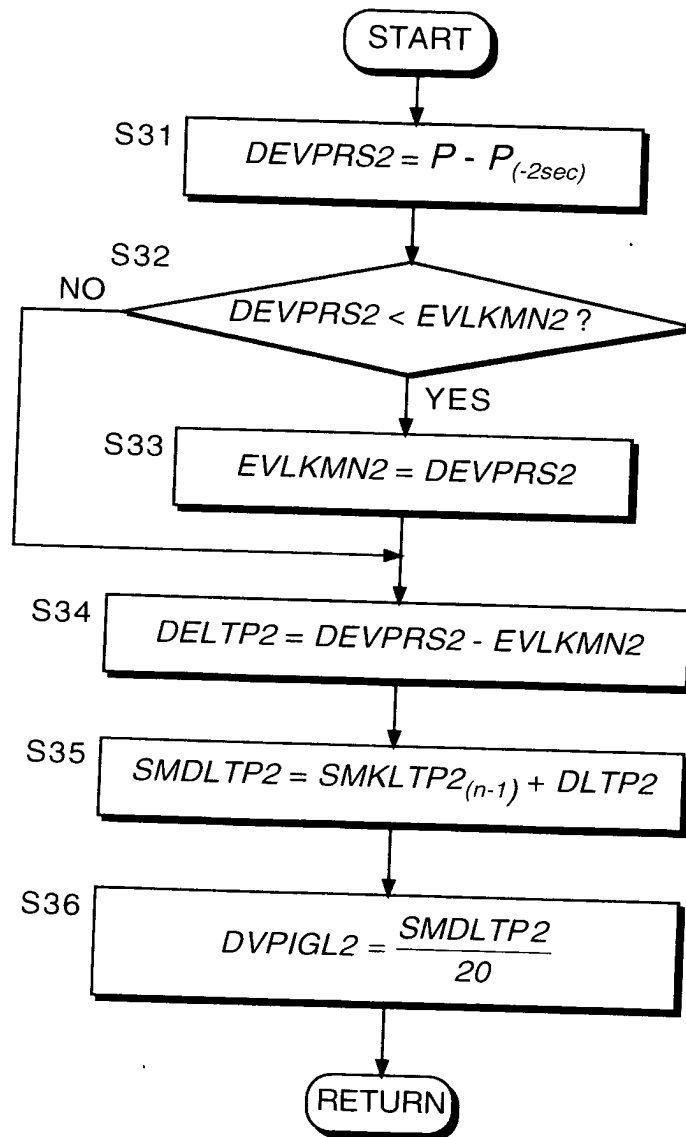 START
S31
DEVPRS2 = P - P(-2sec)
S32
NO
DEVPRS2 < EVLKMN2 ?
YES
S33
EVLKMN2 = DEVPRS2
S34
DELTP2 = DEVPRS2 - EVLKMN2
S35
SMDLTP2 = SMKLTP2(n-1) + DLTP2
S36
DVPIGL2 = SMDLTP2
20
RETURN